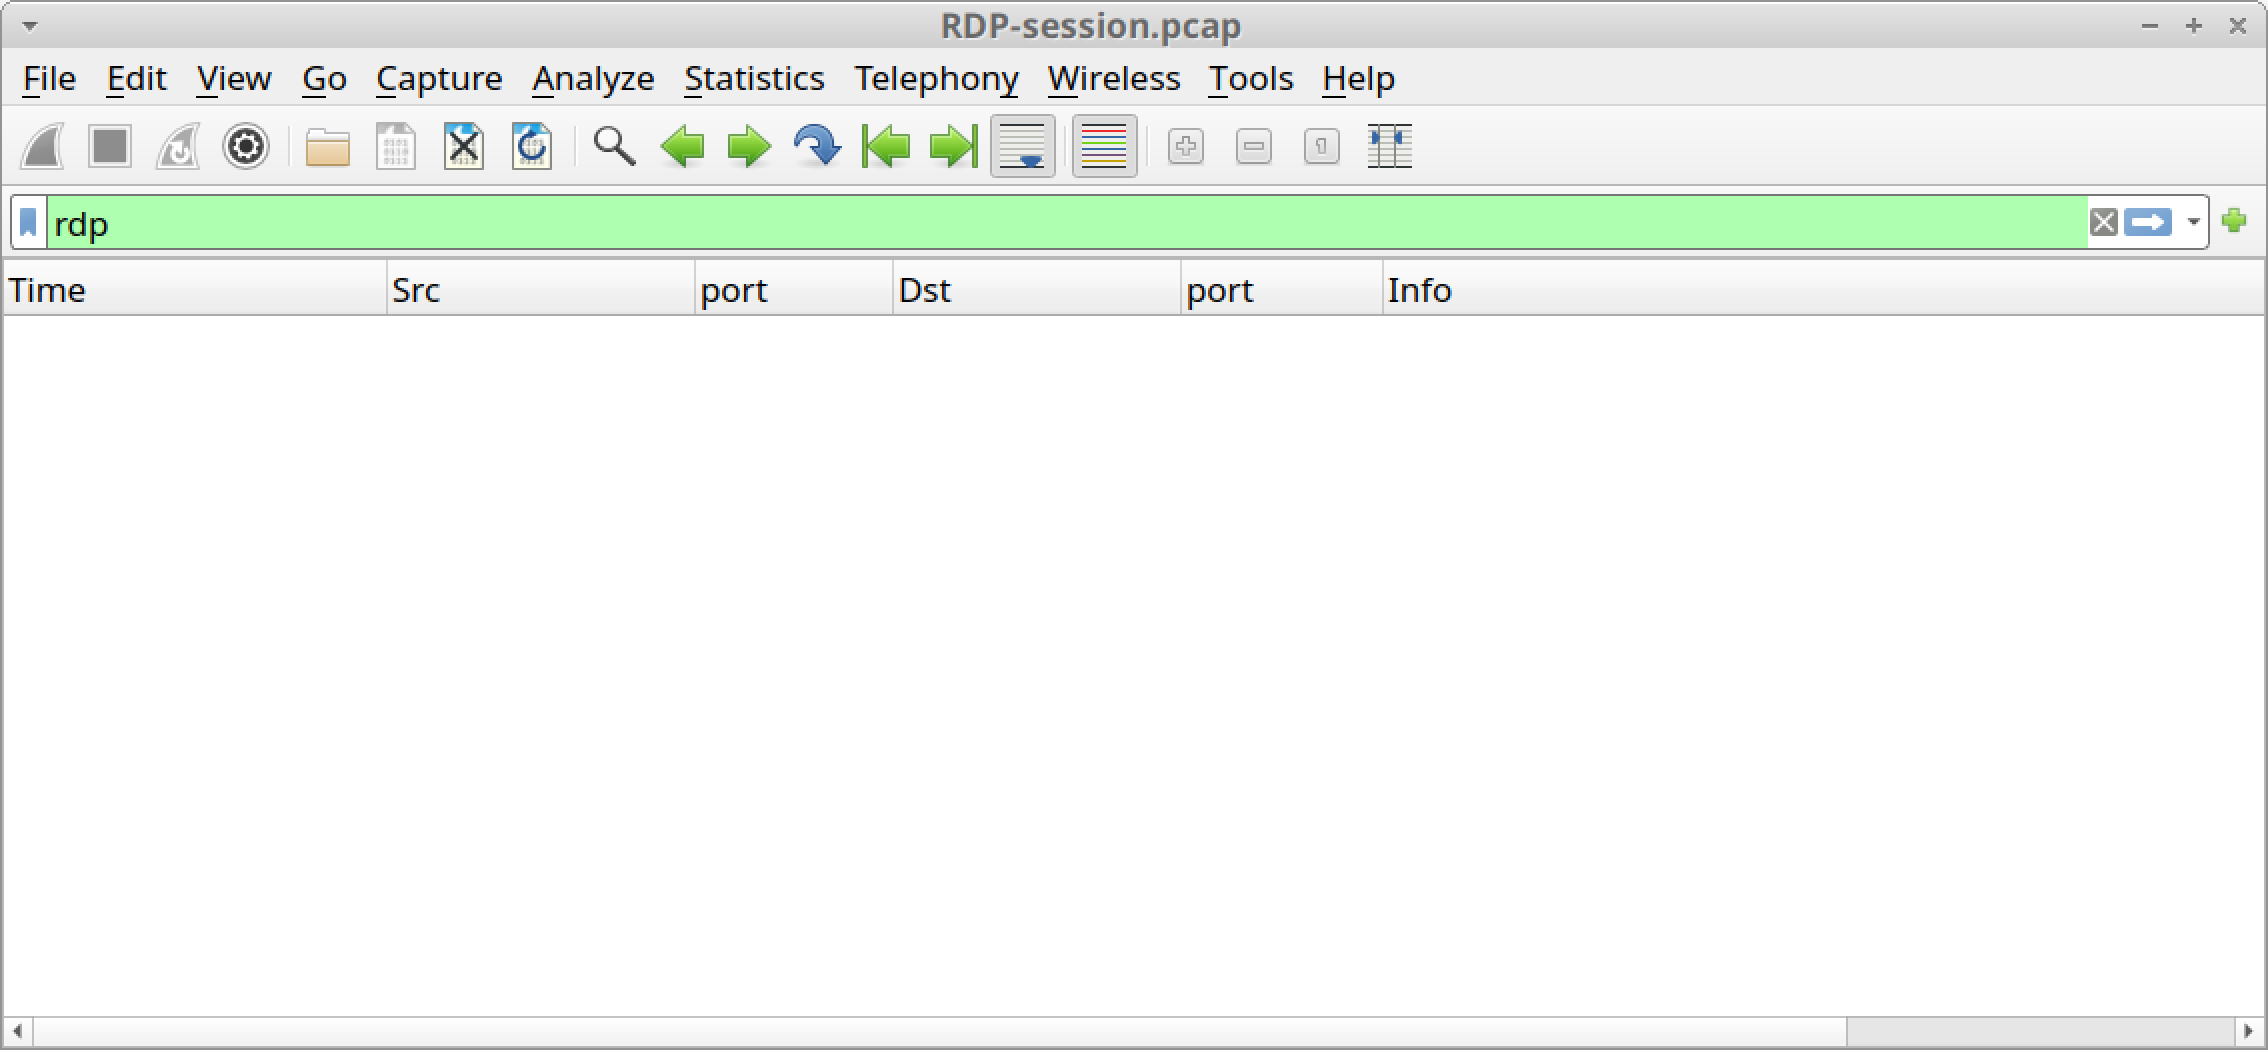 RDP-session.pcap
File Edit View Go Capture Analyze Statistics Telephony Wireless Tools Help
rdp
Time Src port Dst port Info